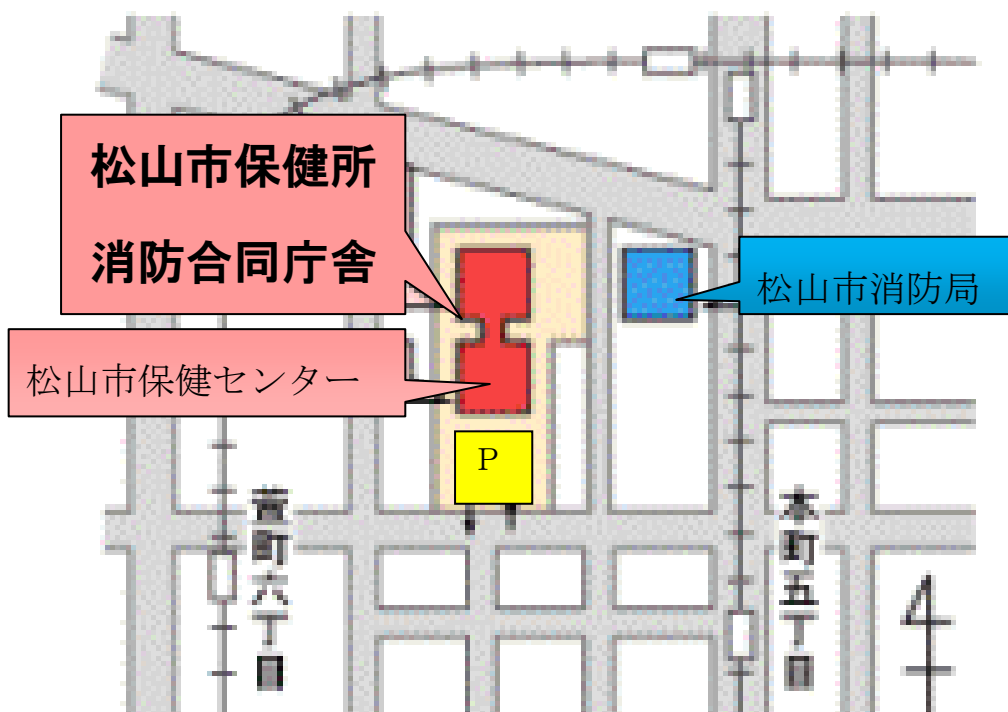 松山市保健所
消防合同庁舎
松山市消防局
松山市保健センター
P
萱町六丁目
本町五丁目